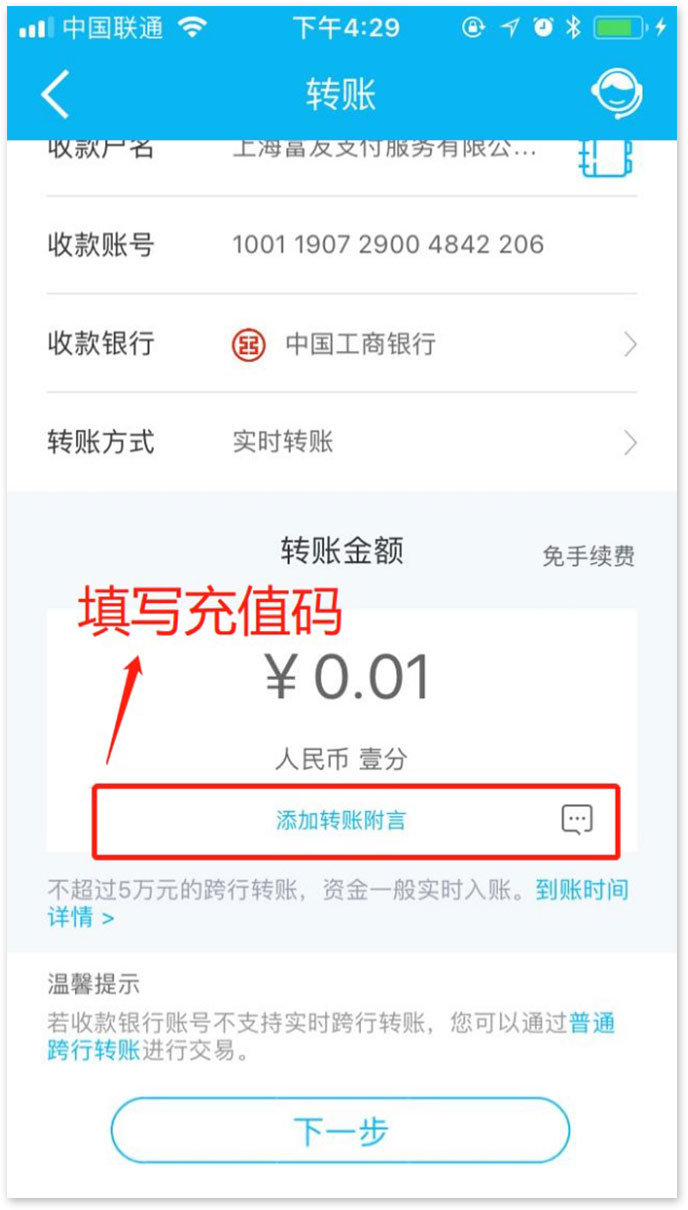 中国联通 下午4:29
转账
收款户名 上海富友支付服务有限公...
收款账号 1001 1907 2900 4842 206
收款银行 中国工商银行
转账方式 实时转账
转账金额 免手续费
填写充值码
¥ 0.01
人民币 壹分
添加转账附言
不超过5万元的跨行转账，资金一般实时入账。到账时间
详情 >
温馨提示
若收款银行账号不支持实时跨行转账，您可以通过普通
跨行转账进行交易。
下一步